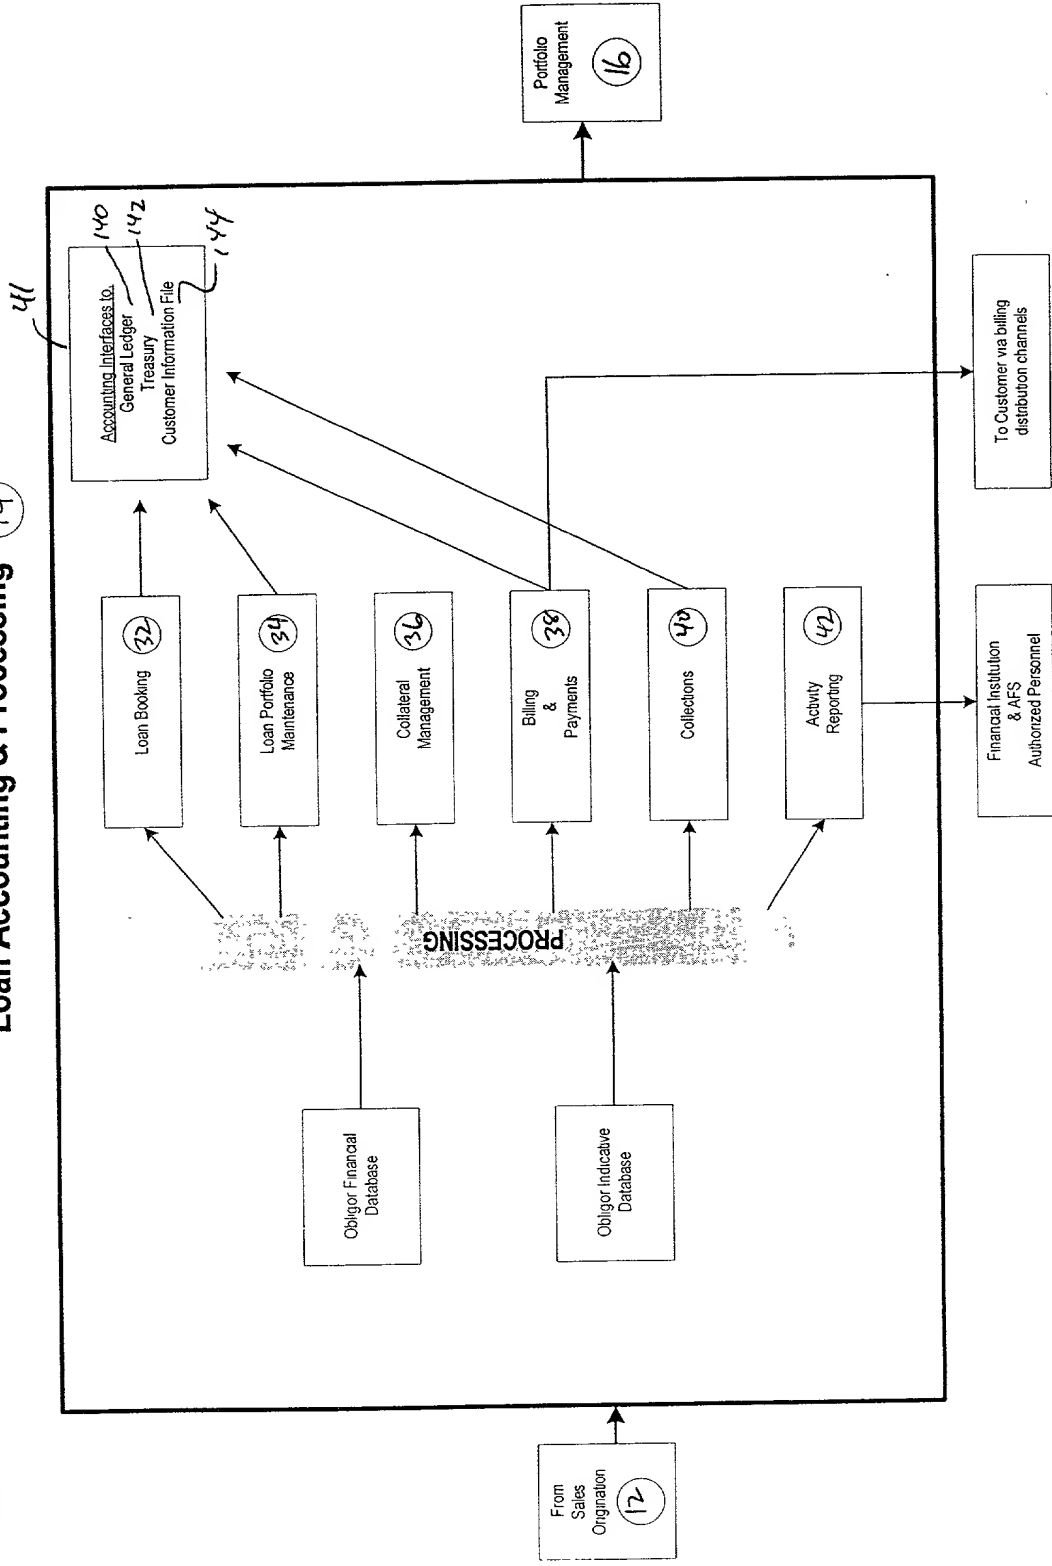 Loan Accounting & Processing 14
41
Accounting Interfaces to.
General Ledger
Treasury
Customer Information File
140
142
144
Loan Booking
32
Loan Portfolio
Maintenance
34
Collateral
Management
36
Billing
&
Payments
38
Collections
40
Activity
Reporting
42
PROCESSING
Obligor Financial
Database
Obligor Indicative
Database
From
Sales
Origination
12
Portfolio
Management
16
To Customer via billing
distribution channels
Financial Institution
& AFS
Authorized Personnel